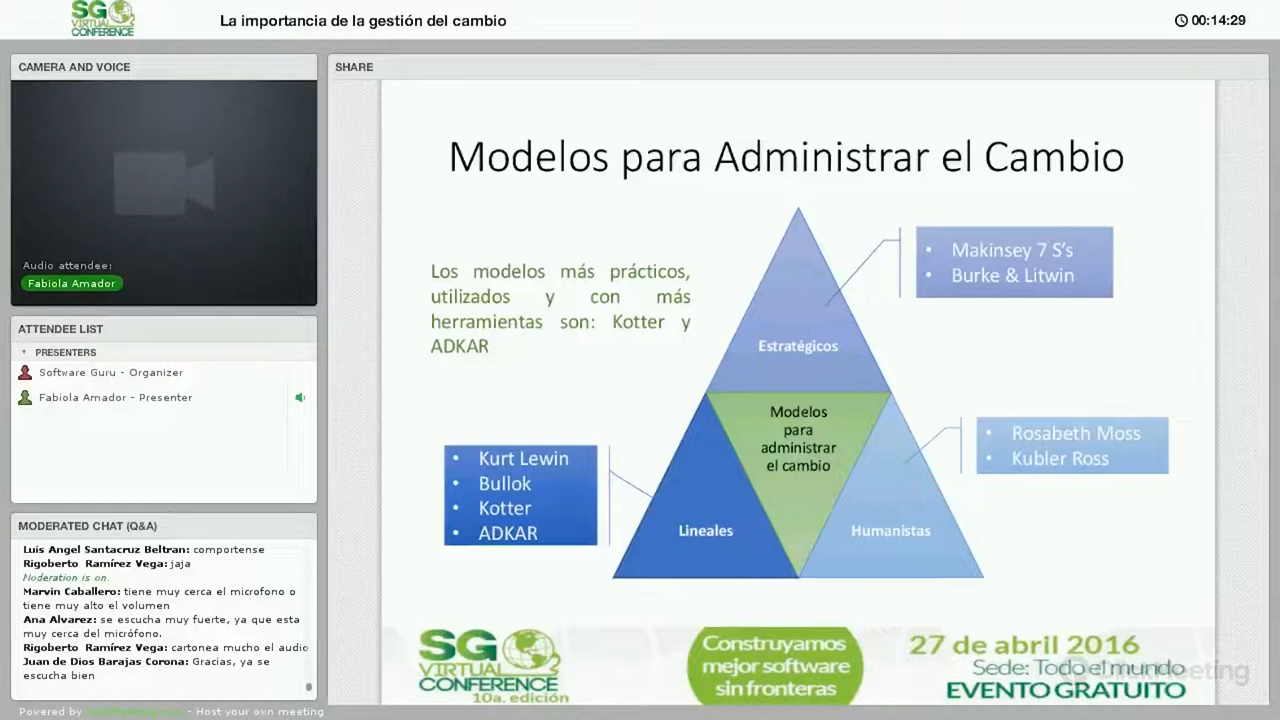 SG
VIRTUAL
CONFERENCE
La importancia de la gestión del cambio
00:14:29
CAMERA AND VOICE
Audio attendee:
Fabiola Amador
ATTENDEE LIST
PRESENTERS
Software Guru - Organizer
Fabiola Amador - Presenter
MODERATED CHAT (Q&A)
Luis Angel Santacruz Beltran: comportense
Rigoberto Ramírez Vega: jaja
Moderation is on.
Marvin Caballero: tiene muy cerca el microfono o
tiene muy alto el volumen
Ana Alvarez: se escucha muy fuerte, ya que esta
muy cerca del micrófono.
Rigoberto Ramírez Vega: cartonea mucho el audio
Juan de Dios Barajas Corona: Gracias, ya se
escucha bien
Powered by
- Host your own meeting
SHARE
Modelos para Administrar el Cambio
Los modelos más prácticos,
utilizados y con más
herramientas son: Kotter y
ADKAR
• Makinsey 7 S's
• Burke & Litwin
Estratégicos
Modelos
para
administrar
el cambio
• Rosabeth Moss
• Kubler Ross
• Kurt Lewin
• Bullok
• Kotter
• ADKAR
Lineales
Humanistas
SG
VIRTUAL
CONFERENCE
10a. edición
Construyamos
mejor software
sin fronteras
27 de abril 2016
Sede: Todo el mundo
EVENTO GRATUITO
ClickMeeting